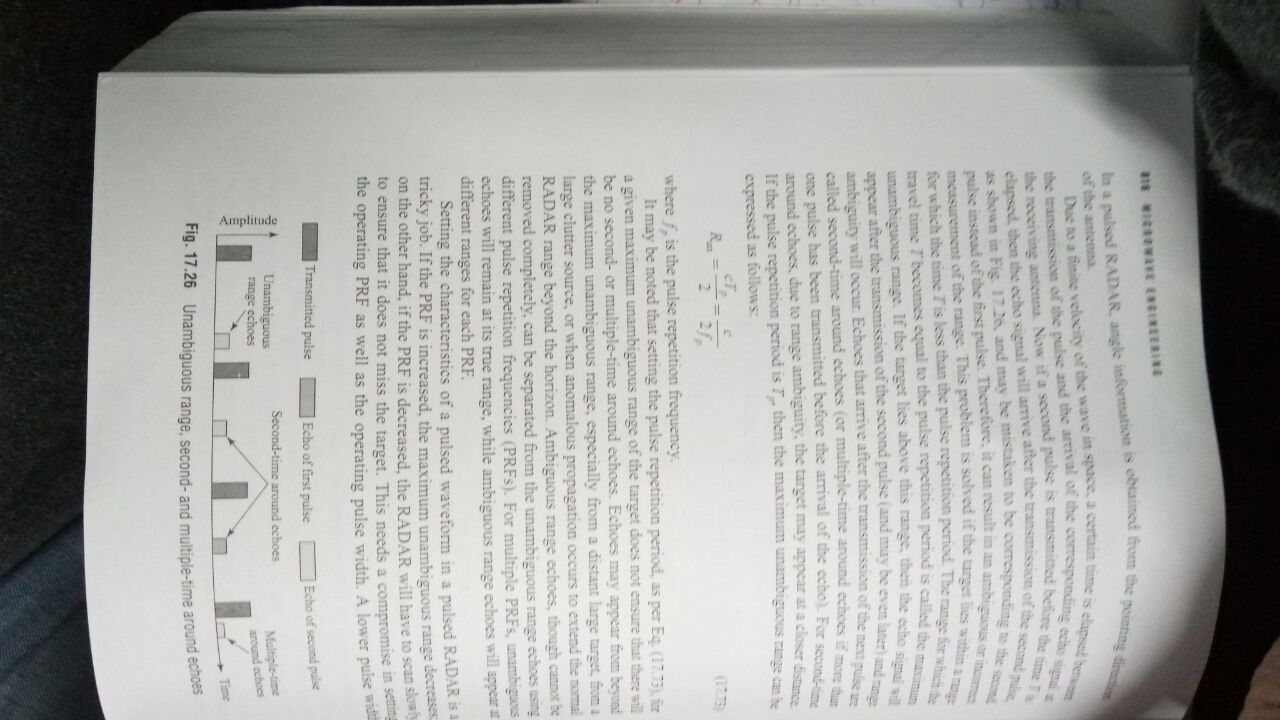 816 MICROWAVE ENGINEERING
In a pulsed RADAR, angle information is obtained from the pointing direction
of the antenna.
Due to a finite velocity of the wave in space, a certain time is elapsed between
the transmission of the pulse and the arrival of the corresponding echo signal at
the receiving antenna. Now if a second pulse is transmitted before the time T is
elapsed, then the echo signal will arrive after the transmission of the second pulse,
as shown in Fig. 17.26, and may be mistaken to be corresponding to the second
pulse instead of the first pulse. Therefore, it can result in an ambiguous or incorrect
measurement of the range. This problem is solved if the target lies within a range
for which the time T is less than the pulse repetition period. The range for which the
travel time T becomes equal to the pulse repetition period is called the maximum
unambiguous range. If the target lies above this range, then the echo signal will
appear after the transmission of the second pulse (and may be even later) and range
ambiguity will occur. Echoes that arrive after the transmission of the next pulse are
called second-time around echoes (or multiple-time around echoes if more than
one pulse has been transmitted before the arrival of the echo). For second-time
around echoes, due to range ambiguity, the target may appear at a closer distance.
If the pulse repetition period is Tp, then the maximum unambiguous range can be
expressed as follows:
Run = cTp/2 = c/2fp (17.73)
where fp is the pulse repetition frequency.
It may be noted that setting the pulse repetition period, as per Eq. (17.73), for
a given maximum unambiguous range of the target does not ensure that there will
be no second- or multiple-time around echoes. Echoes may appear from beyond
the maximum unambiguous range, especially from a distant large target, from a
large clutter source, or when anomalous propagation occurs to extend the normal
RADAR range beyond the horizon. Ambiguous range echoes, though cannot be
removed completely, can be separated from the unambiguous range echoes using
different pulse repetition frequencies (PRFs). For multiple PRFs, unambiguous
echoes will remain at its true range, while ambiguous range echoes will appear at
different ranges for each PRF.
Setting the characteristics of a pulsed waveform in a pulsed RADAR is a
tricky job. If the PRF is increased, the maximum unambiguous range decreases;
on the other hand, if the PRF is decreased, the RADAR will have to scan slowly
to ensure that it does not miss the target. This needs a compromise in setting
the operating PRF as well as the operating pulse width. A lower pulse width
Transmitted pulse Echo of first pulse Echo of second pulse
Unambiguous
range echoes
Second-time around echoes
Multiple-time
around echoes
Amplitude
Time
Fig. 17.26 Unambiguous range, second- and multiple-time around echoes